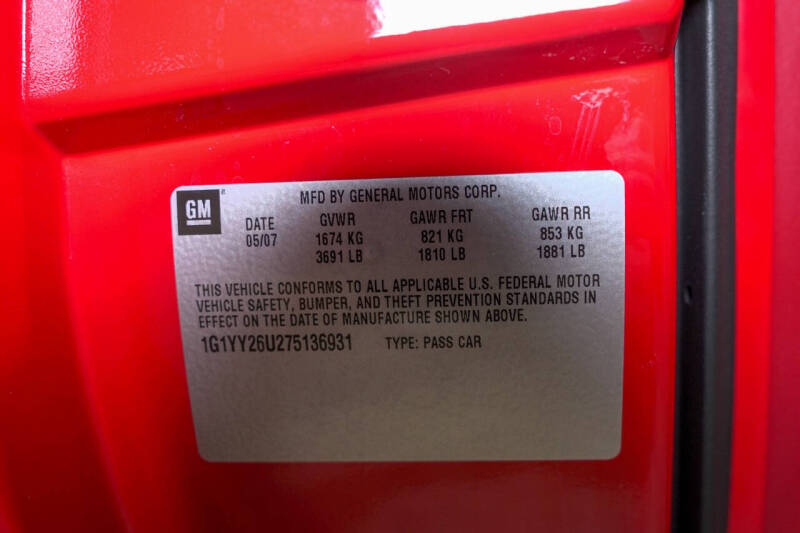 GM
MFD BY GENERAL MOTORS CORP.
DATE GVWR GAWR FRT GAWR RR
05/07 1674 KG 821 KG 853 KG
3691 LB 1810 LB 1881 LB
THIS VEHICLE CONFORMS TO ALL APPLICABLE U.S. FEDERAL MOTOR
VEHICLE SAFETY, BUMPER, AND THEFT PREVENTION STANDARDS IN
EFFECT ON THE DATE OF MANUFACTURE SHOWN ABOVE.
1G1YY26U275136931 TYPE: PASS CAR